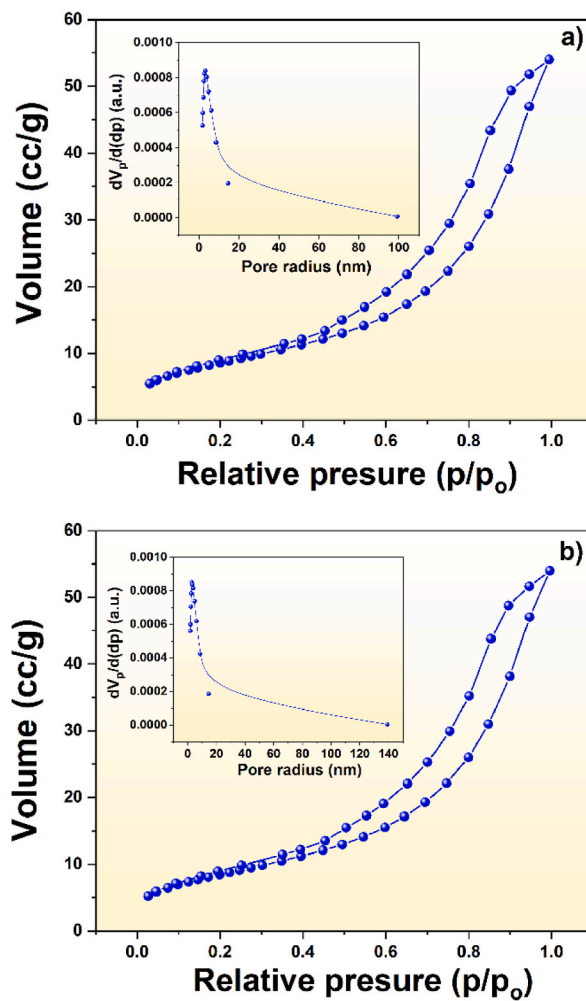 a)
60
50
40
30
20
10
0
Volume (cc/g)
0.0 0.2 0.4 0.6 0.8 1.0
Relative presure (p/p₀)
0.0010
0.0008
0.0006
0.0004
0.0002
0.0000
dVₚ/d(dp) (a.u.)
0 20 40 60 80 100
Pore radius (nm)
b)
60
50
40
30
20
10
0
Volume (cc/g)
0.0 0.2 0.4 0.6 0.8 1.0
Relative presure (p/p₀)
0.0010
0.0008
0.0006
0.0004
0.0002
0.0000
dVₚ/d(dp) (a.u.)
0 20 40 60 80 100 120 140
Pore radius (nm)